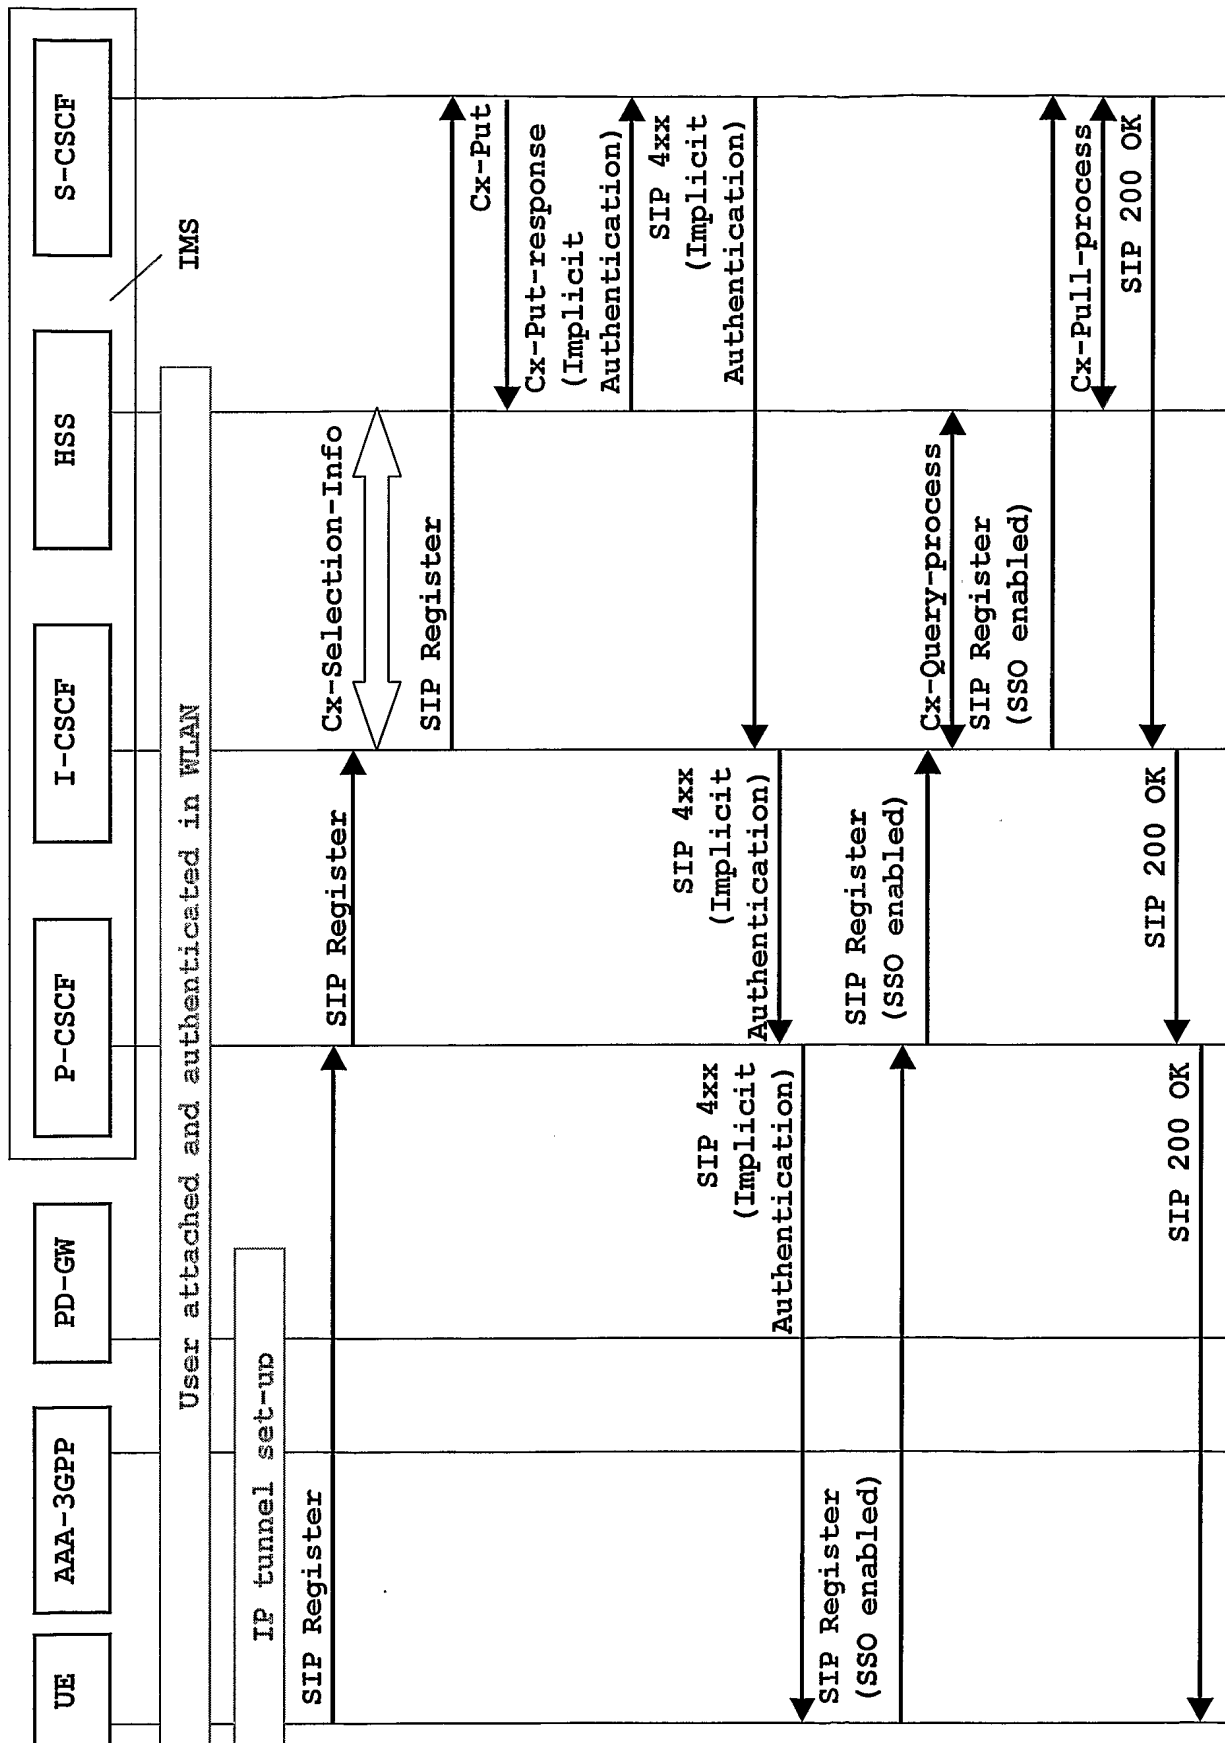 UE
AAA-3GPP
PD-GW
P-CSCF
I-CSCF
HSS
S-CSCF
IMS
User attached and authenticated in WLAN
IP tunnel set-up
SIP Register
SIP Register
Cx-Selection-Info
SIP Register
Cx-Put
Cx-Put-response
(Implicit
Authentication)
SIP 4xx
(Implicit
Authentication)
SIP 4xx
(Implicit
Authentication)
SIP 4xx
(Implicit
Authentication)
SIP Register
(SSO enabled)
SIP Register
(SSO enabled)
Cx-Query-process
SIP Register
(SSO enabled)
Cx-Pull-process
SIP 200 OK
SIP 200 OK
SIP 200 OK